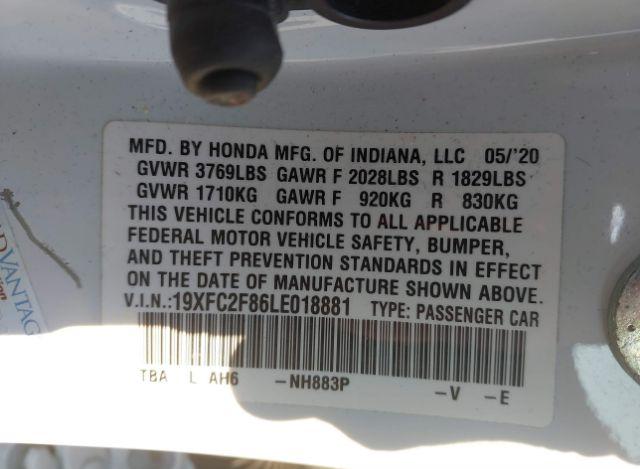 MFD. BY HONDA MFG. OF INDIANA, LLC 05/'20
GVWR 3769LBS GAWR F 2028LBS R 1829LBS
GVWR 1710KG GAWR F 920KG R 830KG
THIS VEHICLE CONFORMS TO ALL APPLICABLE
FEDERAL MOTOR VEHICLE SAFETY, BUMPER,
AND THEFT PREVENTION STANDARDS IN EFFECT
ON THE DATE OF MANUFACTURE SHOWN ABOVE.
V.I.N.:19XFC2F86LE018881 TYPE: PASSENGER CAR
TBA L AH6 -NH883P -V -E